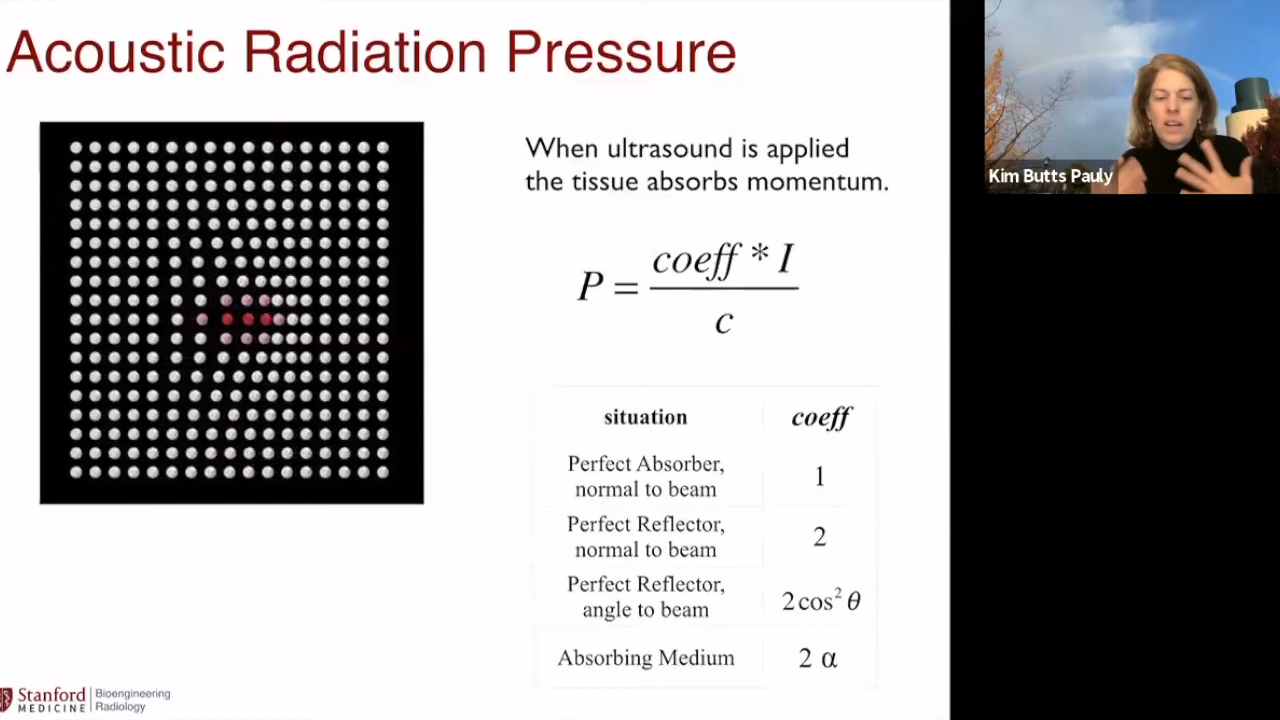 Acoustic Radiation Pressure
When ultrasound is applied
the tissue absorbs momentum.
P = coeff * I / c
situation coeff
Perfect Absorber,
normal to beam 1
Perfect Reflector,
normal to beam 2
Perfect Reflector,
angle to beam 2cos² θ
Absorbing Medium 2 α
Stanford
MEDICINE
Bioengineering
Radiology
Kim Butts Pauly